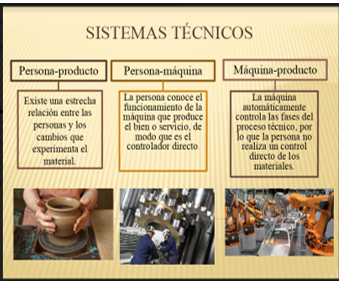 SISTEMAS TÉCNICOS
Persona-producto
Existe una estrecha
relación entre las
personas y los
cambios que
experimenta el
material.
Persona-máquina
La persona conoce el
funcionamiento de la
máquina que produce
el bien o servicio, de
modo que es el
controlador directo
Máquina-producto
La máquina
automáticamente
controla las fases del
proceso técnico, por
lo que la persona no
realiza un control
directo de los
materiales.